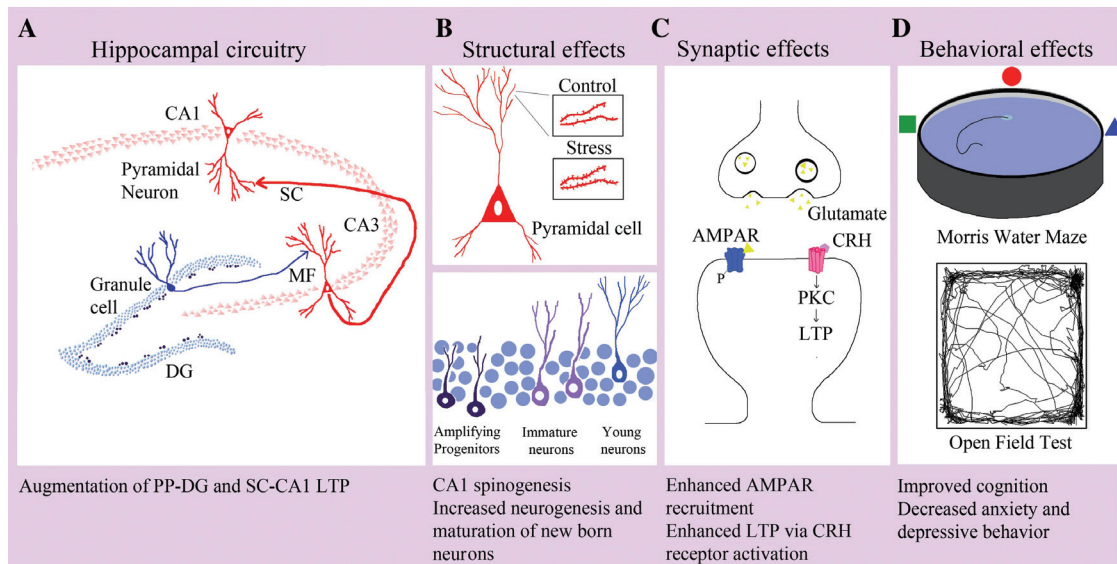 A
Hippocampal circuitry
CA1
Pyramidal
Neuron
SC
CA3
Granule
cell
MF
DG
Augmentation of PP-DG and SC-CA1 LTP
B
Structural effects
Control
Stress
Pyramidal cell
Amplifying
Progenitors
Immature
neurons
Young
neurons
CA1 spinogenesis
Increased neurogenesis and
maturation of new born
neurons
C
Synaptic effects
Glutamate
AMPAR
CRH
P
PKC
LTP
Enhanced AMPAR
recruitment
Enhanced LTP via CRH
receptor activation
D
Behavioral effects
Morris Water Maze
Open Field Test
Improved cognition
Decreased anxiety and
depressive behavior